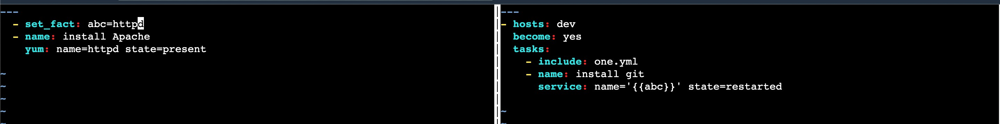 ---
  - set_fact: abc=httpd
  - name: install Apache
    yum: name=httpd state=present
~
~
~
~
~
---
- hosts: dev
  become: yes
  tasks:
    - include: one.yml
    - name: install git
      service: name='{{abc}}' state=restarted
~
~